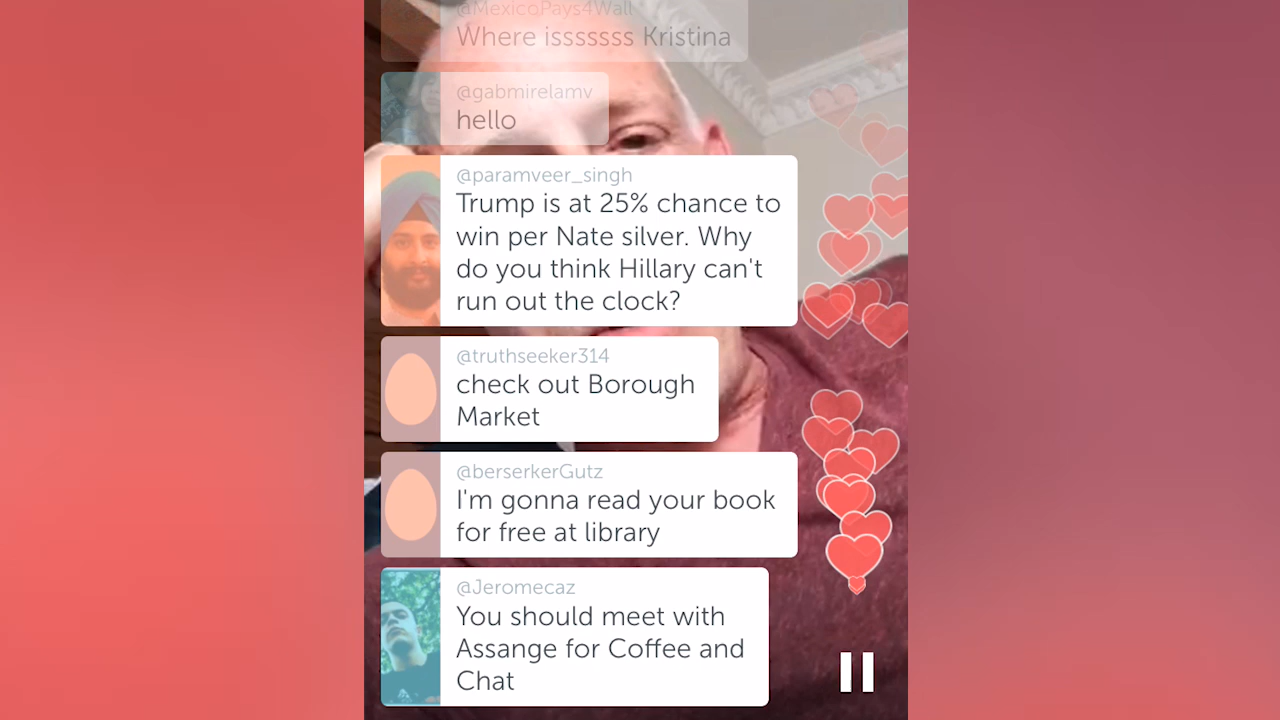 @MexicoPays4Wall
Where isssssss Kristina
@gabmirelamv
hello
@paramveer_singh
Trump is at 25% chance to
win per Nate silver. Why
do you think Hillary can't
run out the clock?
@truthseeker314
check out Borough
Market
@berserkerGutz
I'm gonna read your book
for free at library
@Jeromecaz
You should meet with
Assange for Coffee and
Chat